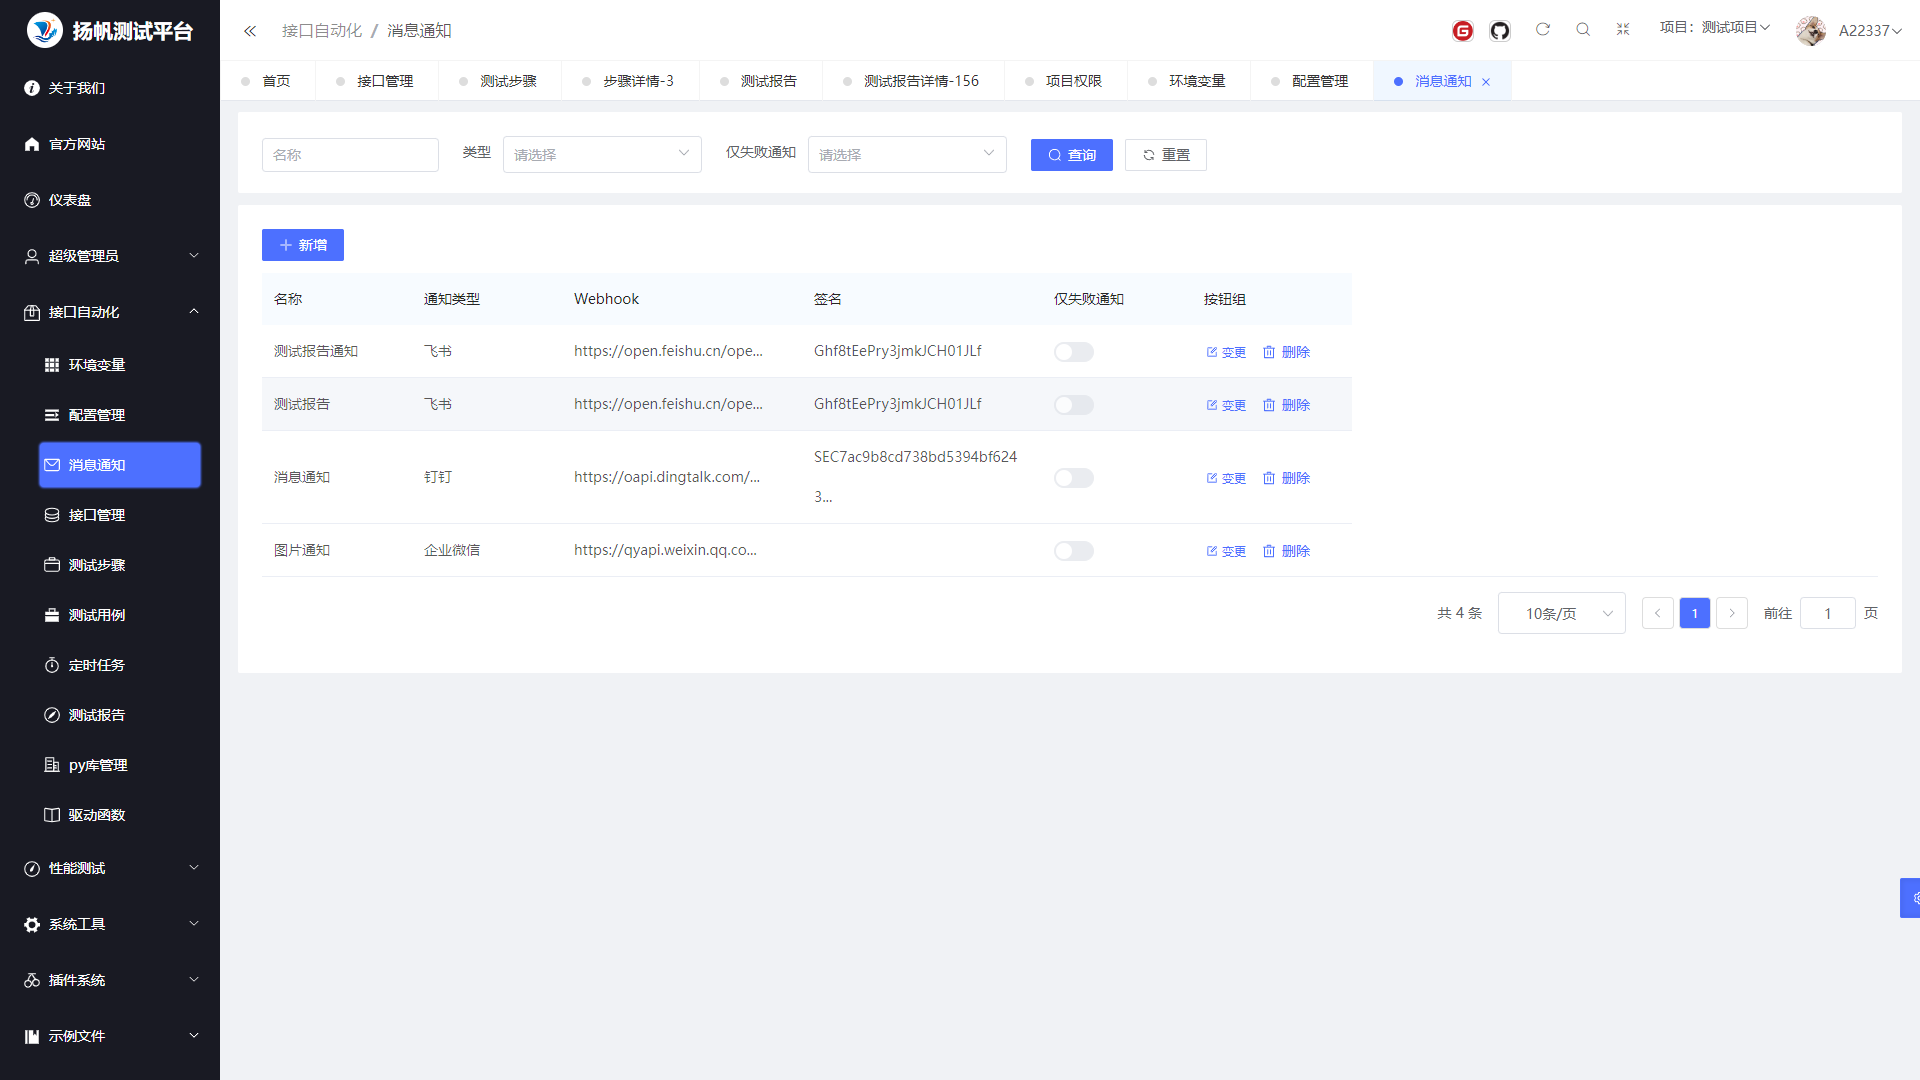 扬帆测试平台
接口自动化 / 消息通知
项目：测试项目
A22337
关于我们
官方网站
仪表盘
超级管理员
接口自动化
环境变量
配置管理
消息通知
接口管理
测试步骤
测试用例
定时任务
测试报告
py库管理
驱动函数
性能测试
系统工具
插件系统
示例文件
首页 接口管理 测试步骤 步骤详情-3 测试报告 测试报告详情-156 项目权限 环境变量 配置管理 消息通知
名称 类型 请选择 仅失败通知 请选择 查询 重置
新增
名称 通知类型 Webhook 签名 仅失败通知 按钮组
测试报告通知 飞书 https://open.feishu.cn/ope... Ghf8tEePry3jmkJCH01JLf 变更 删除
测试报告 飞书 https://open.feishu.cn/ope... Ghf8tEePry3jmkJCH01JLf 变更 删除
消息通知 钉钉 https://oapi.dingtalk.com/... SEC7ac9b8cd738bd5394bf624 变更 删除
3...
图片通知 企业微信 https://qyapi.weixin.qq.co... 变更 删除
共 4 条 10条/页 1 前往 1 页